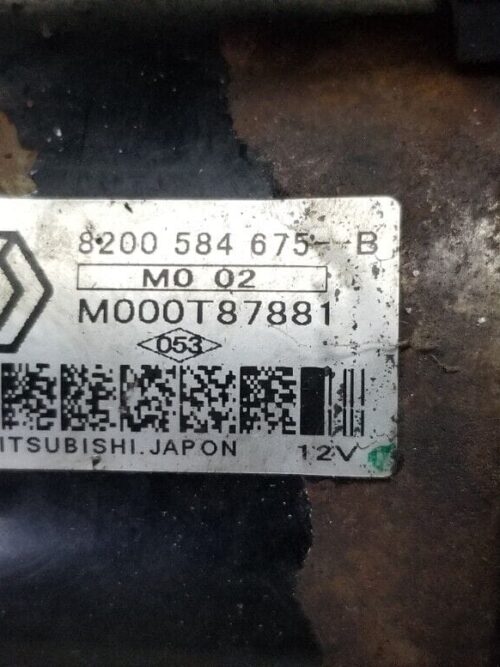 8200 584 675--B
M0 02
M000T87881
053
ITSUBISHI.JAPON 12V